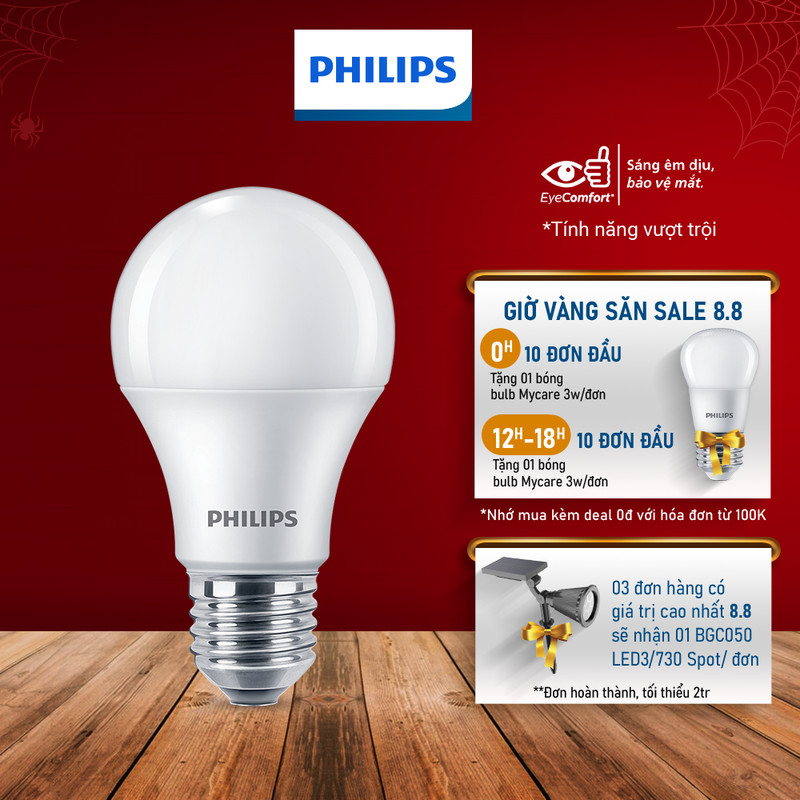 PHILIPS
EyeComfort
Sáng êm dịu,
bảo vệ mắt.
*Tính năng vượt trội
PHILIPS
GIỜ VÀNG SĂN SALE 8.8
0H 10 ĐƠN ĐẦU
Tặng 01 bóng
bulb Mycare 3w/đơn
PHILIPS
12H-18H 10 ĐƠN ĐẦU
Tặng 01 bóng
bulb Mycare 3w/đơn
*Nhớ mua kèm deal 0đ với hóa đơn từ 100K
03 đơn hàng có
giá trị cao nhất 8.8
sẽ nhận 01 BGC050
LED3/730 Spot/ đơn
**Đơn hoàn thành, tối thiểu 2tr